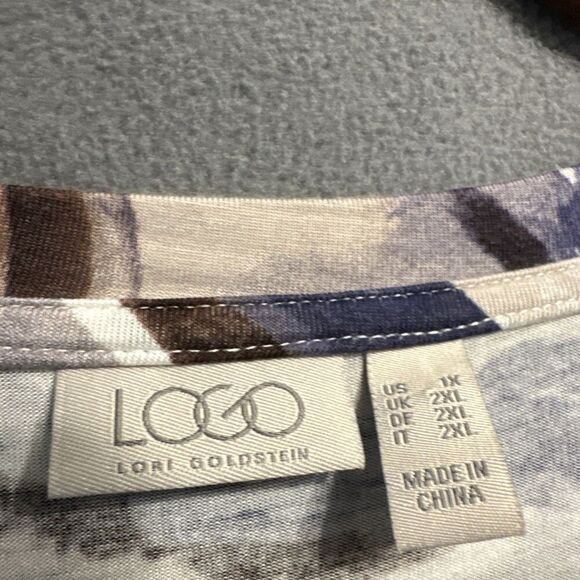 LOGO
LORI GOLDSTEIN
US 1X
UK 2XL
DE 2XL
IT 2XL
MADE IN
CHINA